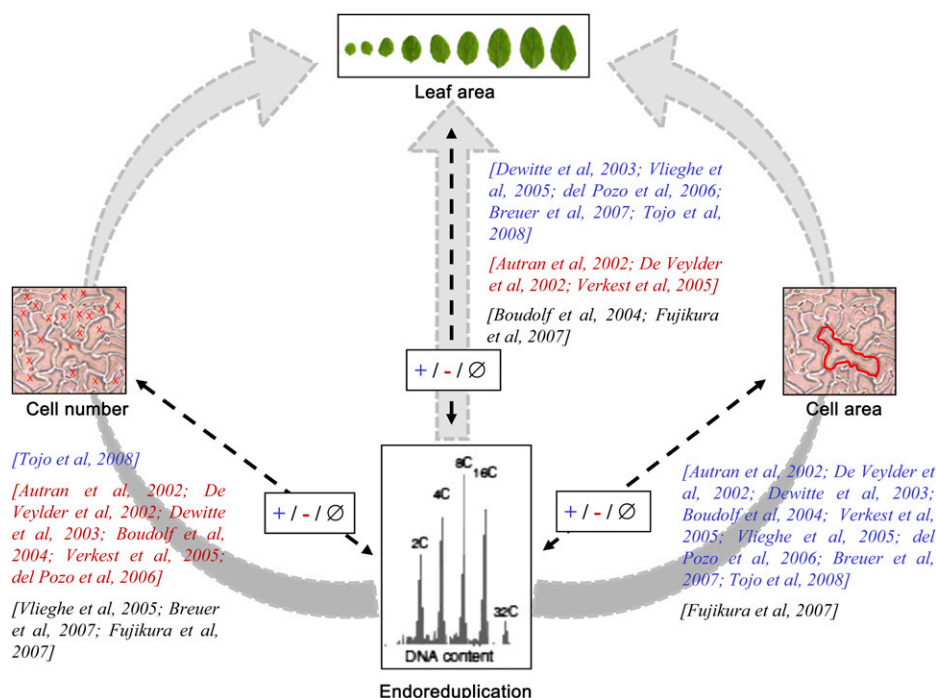 Leaf area
[Dewitte et al, 2003; Vlieghe et
al, 2005; del Pozo et al, 2006;
Breuer et al, 2007; Tojo et al,
2008]
[Autran et al, 2002; De Veylder
et al, 2002; Verkest et al, 2005]
[Boudolf et al, 2004; Fujikura
et al, 2007]
+ / - / ∅
Cell number
Cell area
[Tojo et al, 2008]
[Autran et al, 2002; De
Veylder et al, 2002; Dewitte
et al, 2003; Boudolf et al,
2004; Verkest et al, 2005;
del Pozo et al, 2006]
[Vlieghe et al, 2005; Breuer
et al, 2007; Fujikura et al,
2007]
+ / - / ∅
+ / - / ∅
[Autran et al, 2002; De Veylder et
al, 2002; Dewitte et al, 2003;
Boudolf et al, 2004; Verkest et al,
2005; Vlieghe et al, 2005; del
Pozo et al, 2006; Breuer et al,
2007; Tojo et al, 2008]
[Fujikura et al, 2007]
2C
4C
8C
16C
32C
DNA content
Endoreduplication